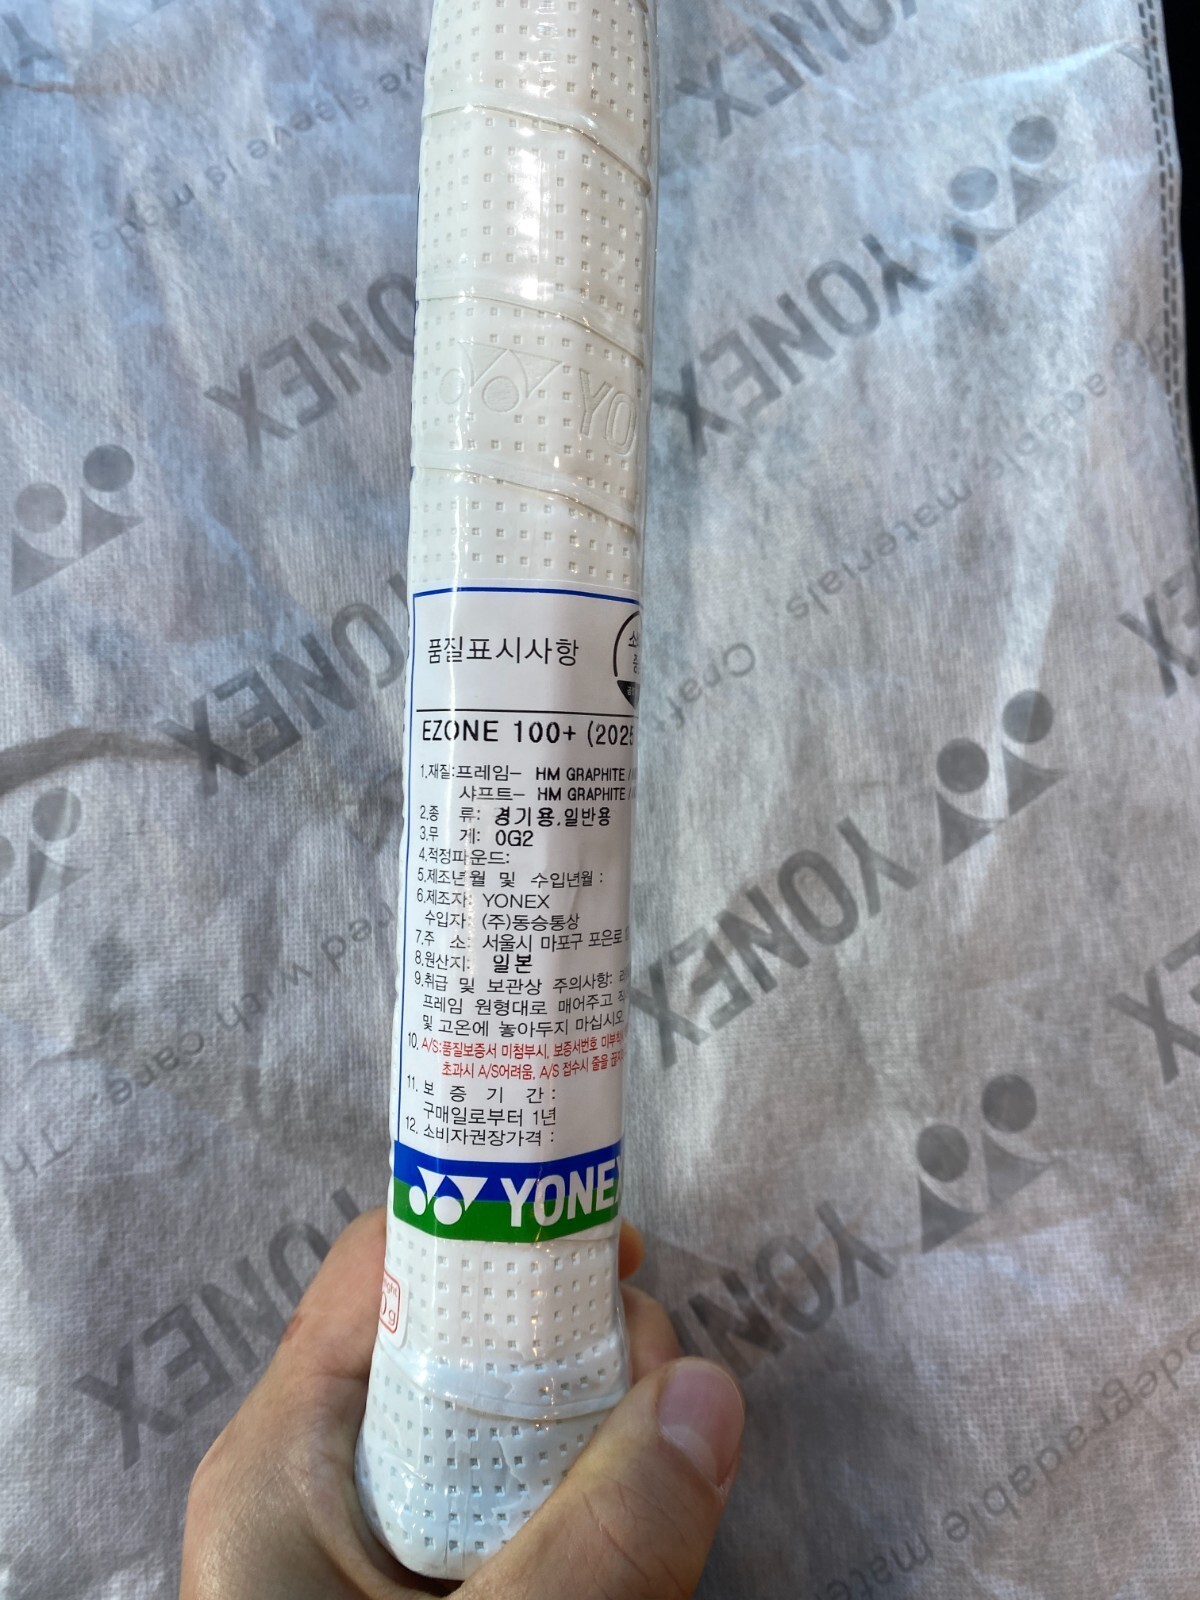 YO
품질표시사항
EZONE 100+ (2025
1.재질:프레임- HM GRAPHITE /
샤프트- HM GRAPHITE /
2.종 류: 경기용,일반용
3.무 게: 0G2
4.적정파운드:
5.제조년월 및 수입년월 :
6.제조자: YONEX
수입자: (주)동승통상
7.주 소: 서울시 마포구 포은로
8.원산지: 일본
9.취급 및 보관상 주의사항:
프레임 원형대로 매어주고
및 고온에 놓아두지 마십시오
10. A/S:품질보증서 미첨부시, 보증서번호
초과시 A/S어려움, A/S 접수시 줄을
11. 보 증 기 간 :
구매일로부터 1년
12. 소비자권장가격 :
YONEX
YONEX
YONEX
YONEX
YONEX
YONEX
YONEX
YONEX